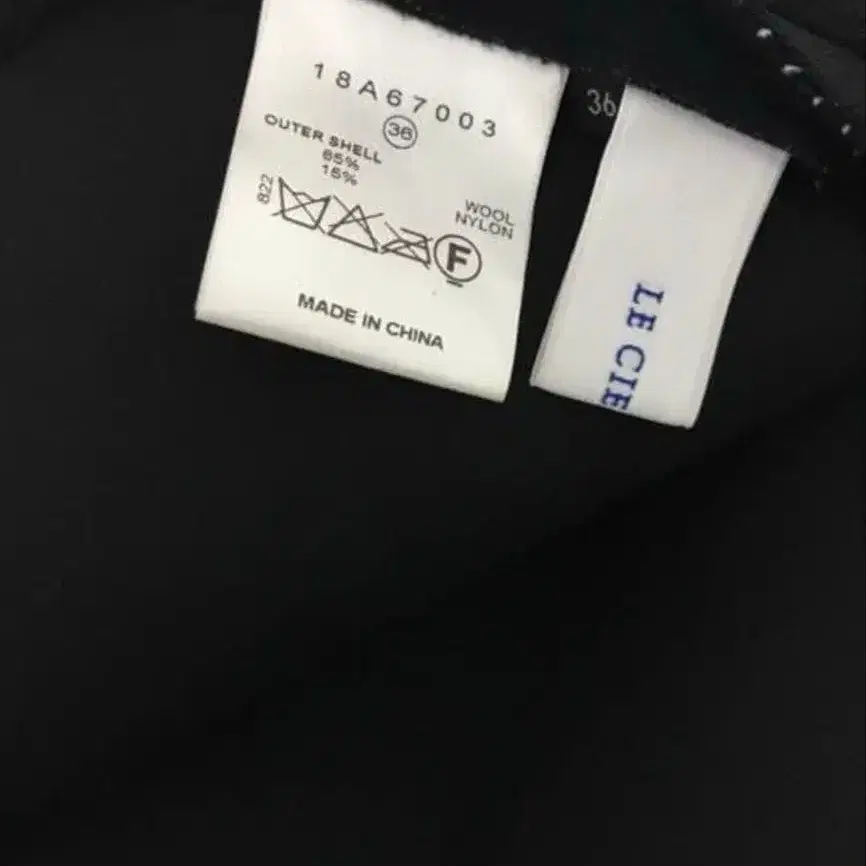 18A67003
36
OUTER SHELL
85%
15%
WOOL
NYLON
822
F
MADE IN CHINA
36
LE CIE